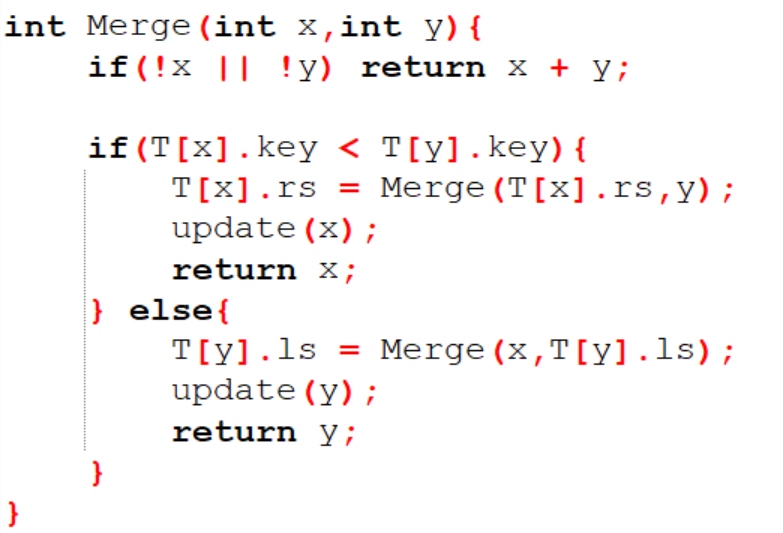 int Merge(int x,int y){
    if(!x || !y) return x + y;

    if(T[x].key < T[y].key){
        T[x].rs = Merge(T[x].rs,y);
        update(x);
        return x;
    } else{
        T[y].ls = Merge(x,T[y].ls);
        update(y);
        return y;
    }
}